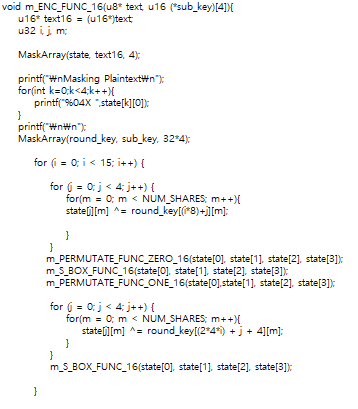 void m_ENC_FUNC_16(u8* text, u16 (*sub_key)[4]){
u16* text16 = (u16*)text;
u32 i, j, m;
MaskArray(state, text16, 4);
printf("₩nMasking Plaintext₩n");
for(int k=0;k<4;k++){
printf("%04X ",state[k][0]);
}
printf("₩n₩n");
MaskArray(round_key, sub_key, 32*4);
for (i = 0; i < 15; i++) {
for (j = 0; j < 4; j++) {
for(m = 0; m < NUM_SHARES; m++){
state[j][m] ^= round_key[(i*8)+j][m];
}
}
m_PERMUTATE_FUNC_ZERO_16(state[0], state[1], state[2], state[3]);
m_S_BOX_FUNC_16(state[0], state[1], state[2], state[3]);
m_PERMUTATE_FUNC_ONE_16(state[0],state[1], state[2], state[3]);
for (j = 0; j < 4; j++) {
for(m = 0; m < NUM_SHARES; m++){
state[j][m] ^= round_key[(2*4*i) + j + 4][m];
}
}
m_S_BOX_FUNC_16(state[0], state[1], state[2], state[3]);
}